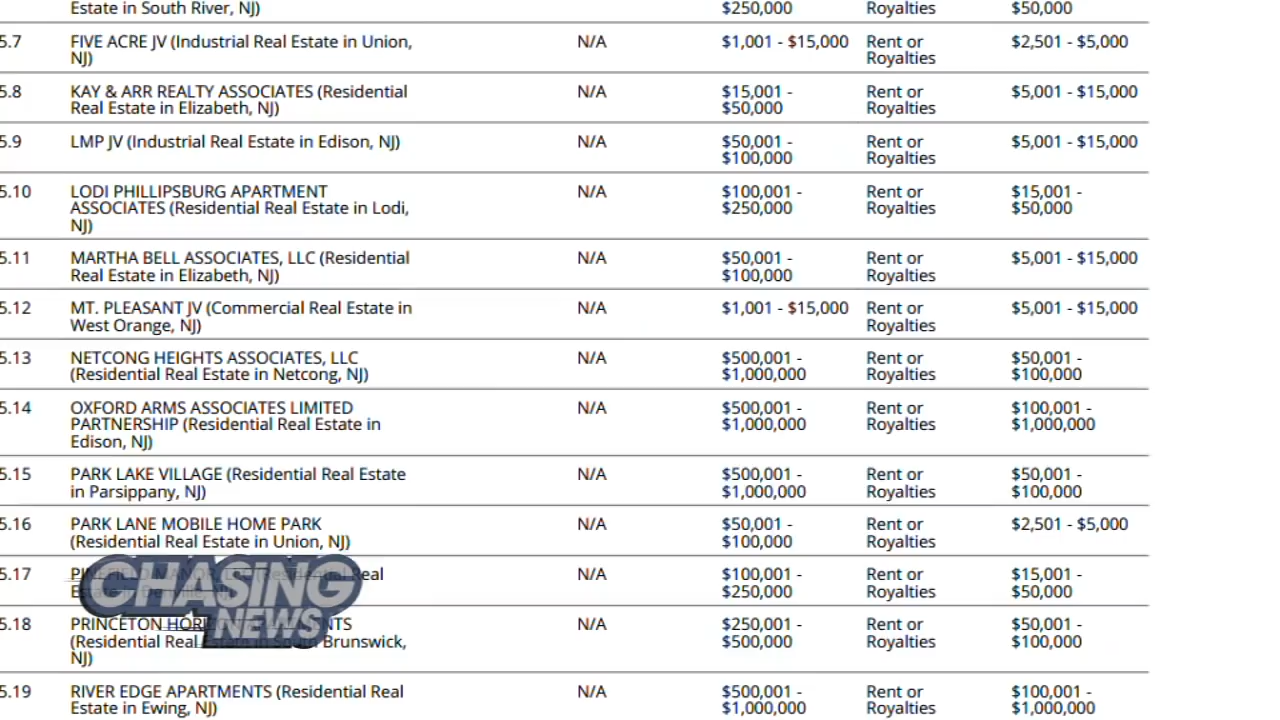 Estate in South River, NJ) $250,000 Royalties $50,000
5.7 FIVE ACRE JV (Industrial Real Estate in Union, N/A $1,001 - $15,000 Rent or $2,501 - $5,000
NJ) Royalties
5.8 KAY & ARR REALTY ASSOCIATES (Residential N/A $15,001 - Rent or $5,001 - $15,000
Real Estate in Elizabeth, NJ) $50,000 Royalties
5.9 LMP JV (Industrial Real Estate in Edison, NJ) N/A $50,001 - Rent or $5,001 - $15,000
$100,000 Royalties
5.10 LODI PHILLIPSBURG APARTMENT N/A $100,001 - Rent or $15,001 -
ASSOCIATES (Residential Real Estate in Lodi, $250,000 Royalties $50,000
NJ)
5.11 MARTHA BELL ASSOCIATES, LLC (Residential N/A $50,001 - Rent or $5,001 - $15,000
Real Estate in Elizabeth, NJ) $100,000 Royalties
5.12 MT. PLEASANT JV (Commercial Real Estate in N/A $1,001 - $15,000 Rent or $5,001 - $15,000
West Orange, NJ) Royalties
5.13 NETCONG HEIGHTS ASSOCIATES, LLC N/A $500,001 - Rent or $50,001 -
(Residential Real Estate in Netcong, NJ) $1,000,000 Royalties $100,000
5.14 OXFORD ARMS ASSOCIATES LIMITED N/A $500,001 - Rent or $100,001 -
PARTNERSHIP (Residential Real Estate in $1,000,000 Royalties $1,000,000
Edison, NJ)
5.15 PARK LAKE VILLAGE (Residential Real Estate N/A $500,001 - Rent or $50,001 -
in Parsippany, NJ) $1,000,000 Royalties $100,000
5.16 PARK LANE MOBILE HOME PARK N/A $50,001 - Rent or $2,501 - $5,000
(Residential Real Estate in Union, NJ) $100,000 Royalties
5.17 Real N/A $100,001 - Rent or $15,001 -
$250,000 Royalties $50,000
5.18 PRINCETON N/A $250,001 - Rent or $50,001 -
(Residential Real Brunswick, $500,000 Royalties $100,000
NJ)
5.19 RIVER EDGE APARTMENTS (Residential Real N/A $500,001 - Rent or $100,001 -
Estate in Ewing, NJ) $1,000,000 Royalties $1,000,000
CHASING
NEWS